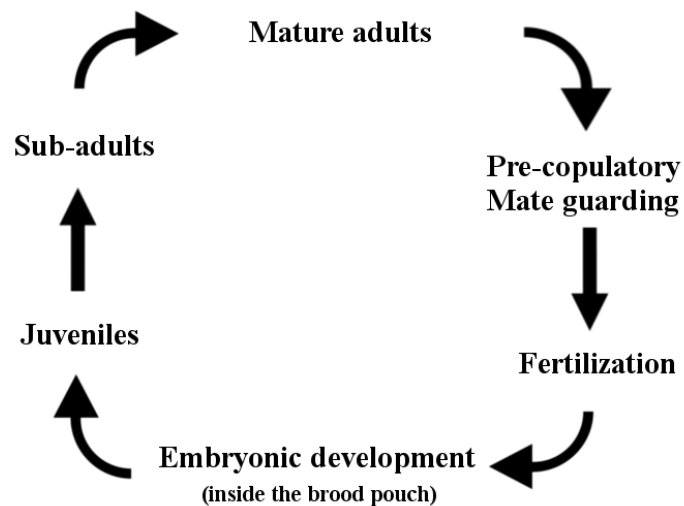 Mature adults
Pre-copulatory
Mate guarding
Fertilization
Embryonic development
(inside the brood pouch)
Juveniles
Sub-adults